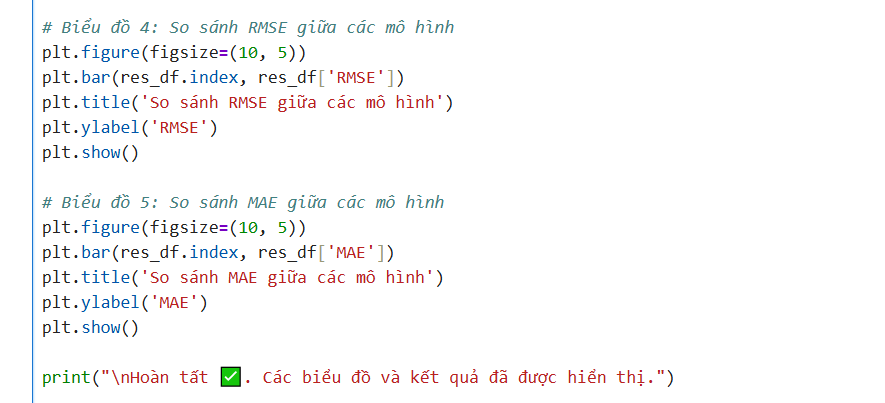 # Biểu đồ 4: So sánh RMSE giữa các mô hình
plt.figure(figsize=(10, 5))
plt.bar(res_df.index, res_df['RMSE'])
plt.title('So sánh RMSE giữa các mô hình')
plt.ylabel('RMSE')
plt.show()

# Biểu đồ 5: So sánh MAE giữa các mô hình
plt.figure(figsize=(10, 5))
plt.bar(res_df.index, res_df['MAE'])
plt.title('So sánh MAE giữa các mô hình')
plt.ylabel('MAE')
plt.show()

print("\nHoàn tất ✅. Các biểu đồ và kết quả đã được hiển thị.")